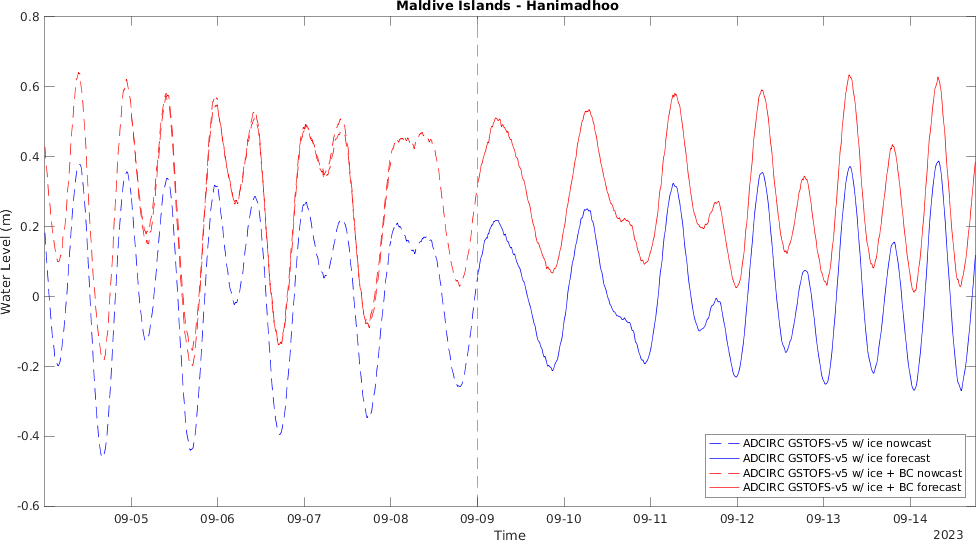 Maldive Islands - Hanimadhoo
Water Level (m)
0.8
0.6
0.4
0.2
0
-0.2
-0.4
-0.6
09-05
09-06
09-07
09-08
09-09
09-10
09-11
09-12
09-13
09-14
Time
2023
ADCIRC GSTOFS-v5 w/ ice nowcast
ADCIRC GSTOFS-v5 w/ ice forecast
ADCIRC GSTOFS-v5 w/ ice + BC nowcast
ADCIRC GSTOFS-v5 w/ ice + BC forecast